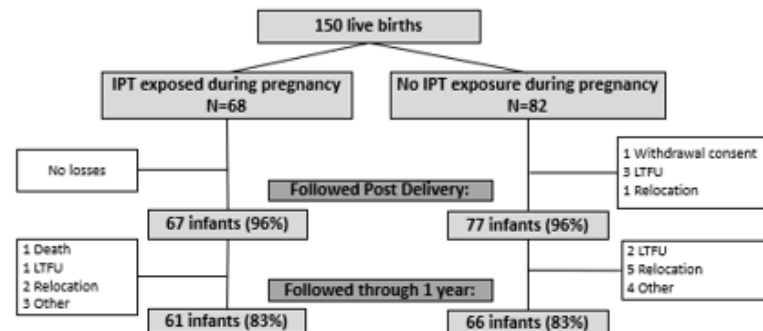 150 live births
IPT exposed during pregnancy
N=68
No IPT exposure during pregnancy
N=82
No losses
1 Withdrawal consent
3 LTFU
1 Relocation
Followed Post Delivery:
67 infants (96%)
77 infants (96%)
1 Death
1 LTFU
2 Relocation
3 Other
2 LTFU
5 Relocation
4 Other
Followed through 1 year:
61 infants (83%)
66 infants (83%)